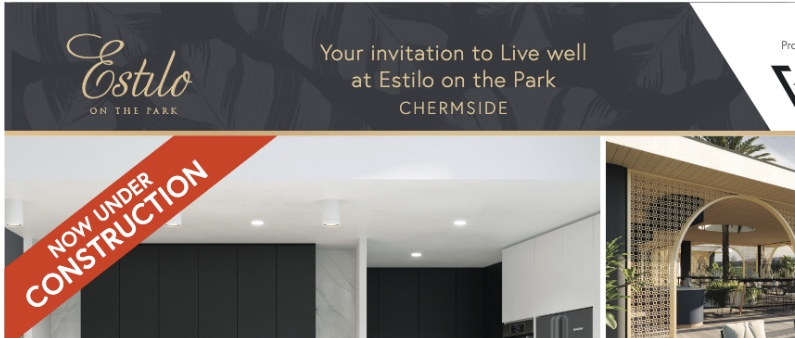 Estilo
ON THE PARK
Your invitation to Live well
at Estilo on the Park
CHERMSIDE
NOW UNDER
CONSTRUCTION